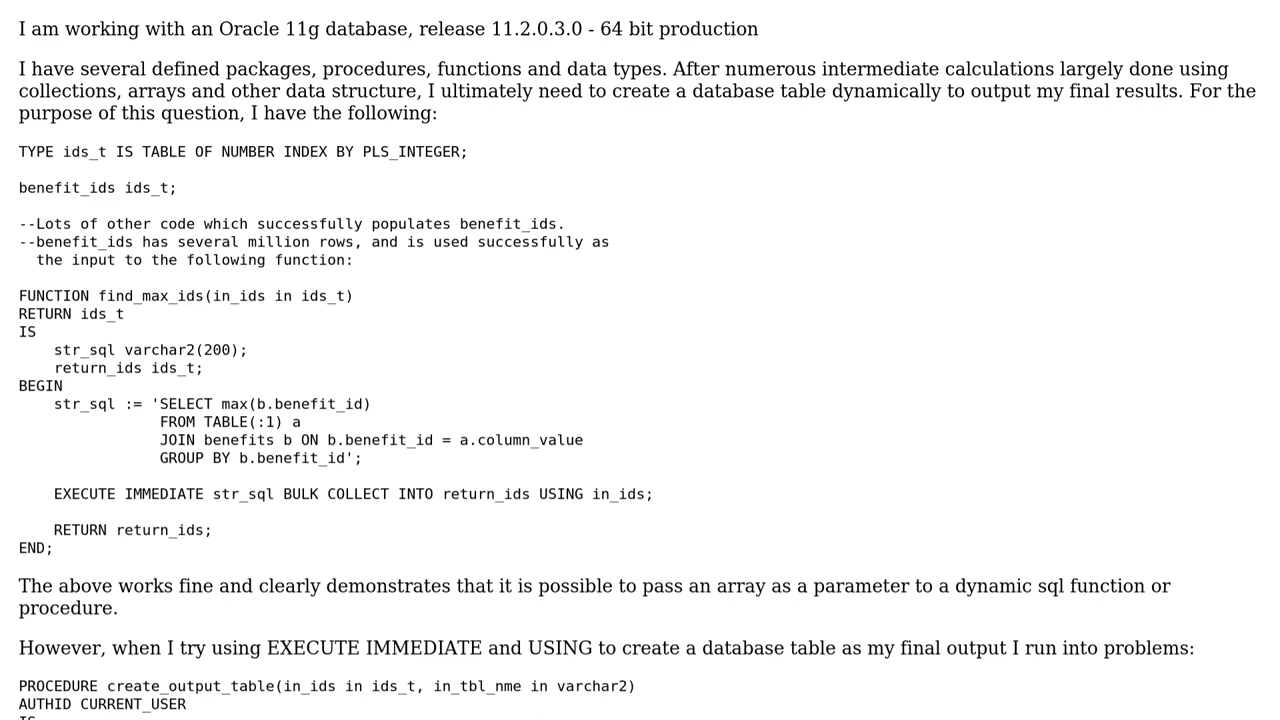 I am working with an Oracle 11g database, release 11.2.0.3.0 - 64 bit production
I have several defined packages, procedures, functions and data types. After numerous intermediate calculations largely done using
collections, arrays and other data structure, I ultimately need to create a database table dynamically to output my final results. For the
purpose of this question, I have the following:
TYPE ids_t IS TABLE OF NUMBER INDEX BY PLS_INTEGER;
benefit_ids ids_t;
--Lots of other code which successfully populates benefit_ids.
--benefit_ids has several million rows, and is used successfully as
  the input to the following function:
FUNCTION find_max_ids(in_ids in ids_t)
RETURN ids_t
IS
    str_sql varchar2(200);
    return_ids ids_t;
BEGIN
    str_sql := 'SELECT max(b.benefit_id)
                FROM TABLE(:1) a
                JOIN benefits b ON b.benefit_id = a.column_value
                GROUP BY b.benefit_id';
    EXECUTE IMMEDIATE str_sql BULK COLLECT INTO return_ids USING in_ids;
    RETURN return_ids;
END;
The above works fine and clearly demonstrates that it is possible to pass an array as a parameter to a dynamic sql function or
procedure.
However, when I try using EXECUTE IMMEDIATE and USING to create a database table as my final output I run into problems:
PROCEDURE create_output_table(in_ids in ids_t, in_tbl_nme in varchar2)
AUTHID CURRENT_USER